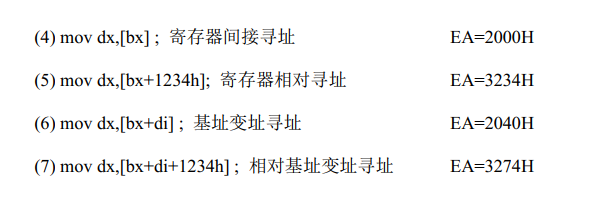 (4) mov dx,[bx] ; 寄存器间接寻址 EA=2000H
(5) mov dx,[bx+1234h]; 寄存器相对寻址 EA=3234H
(6) mov dx,[bx+di] ; 基址变址寻址 EA=2040H
(7) mov dx,[bx+di+1234h] ; 相对基址变址寻址 EA=3274H